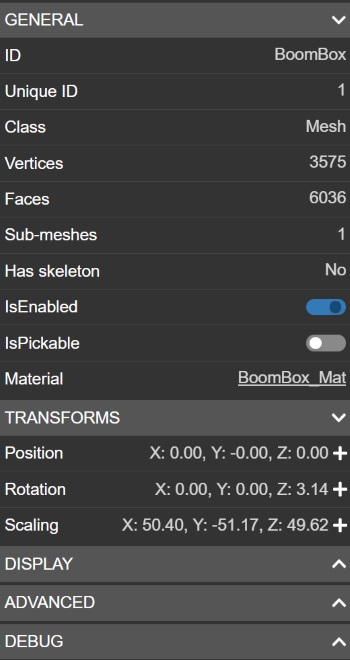 GENERAL
ID BoomBox
Unique ID 1
Class Mesh
Vertices 3575
Faces 6036
Sub-meshes 1
Has skeleton No
IsEnabled
IsPickable
Material BoomBox_Mat
TRANSFORMS
Position X: 0.00, Y: -0.00, Z: 0.00
Rotation X: 0.00, Y: 0.00, Z: 3.14
Scaling X: 50.40, Y: -51.17, Z: 49.62
DISPLAY
ADVANCED
DEBUG